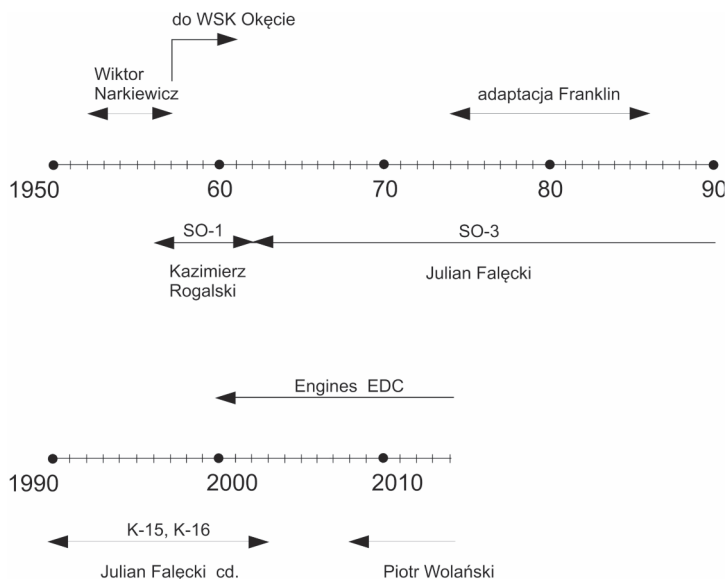 do WSK Okęcie
Wiktor
Narkiewicz
adaptacja Franklin
1950 60 70 80 90
SO-1 SO-3
Kazimierz
Rogalski
Julian Falęcki
Engines EDC
1990 2000 2010
K-15, K-16
Julian Falęcki cd. Piotr Wolański